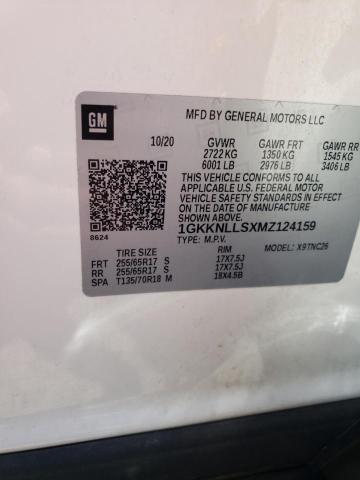 GM
MFD BY GENERAL MOTORS LLC
10/20 GVWR GAWR FRT GAWR RR
2722 KG 1350 KG 1545 KG
6001 LB 2976 LB 3406 LB
THIS VEHICLE CONFORMS TO ALL
APPLICABLE U.S. FEDERAL MOTOR
VEHICLE SAFETY STANDARDS IN
EFFECT ON THE DATE OF
MANUFACTURE SHOWN ABOVE.
8624
1GKKNLLSXMZ124159
TYPE: M.P.V. MODEL: X9TNC26
TIRE SIZE RIM
FRT 255/65R17 S 17X7.5J
RR 255/65R17 S 17X7.5J
SPA T135/70R18 M 18X4.5B